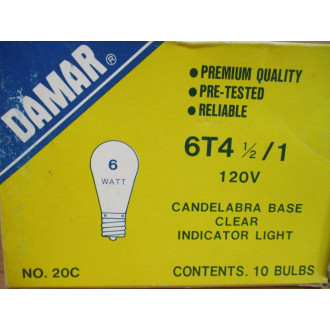 DAMAR®
● PREMIUM QUALITY
● PRE-TESTED
● RELIABLE
6T4 ½/1
120V
6
WATT
CANDELABRA BASE
CLEAR
INDICATOR LIGHT
NO. 20C
CONTENTS. 10 BULBS